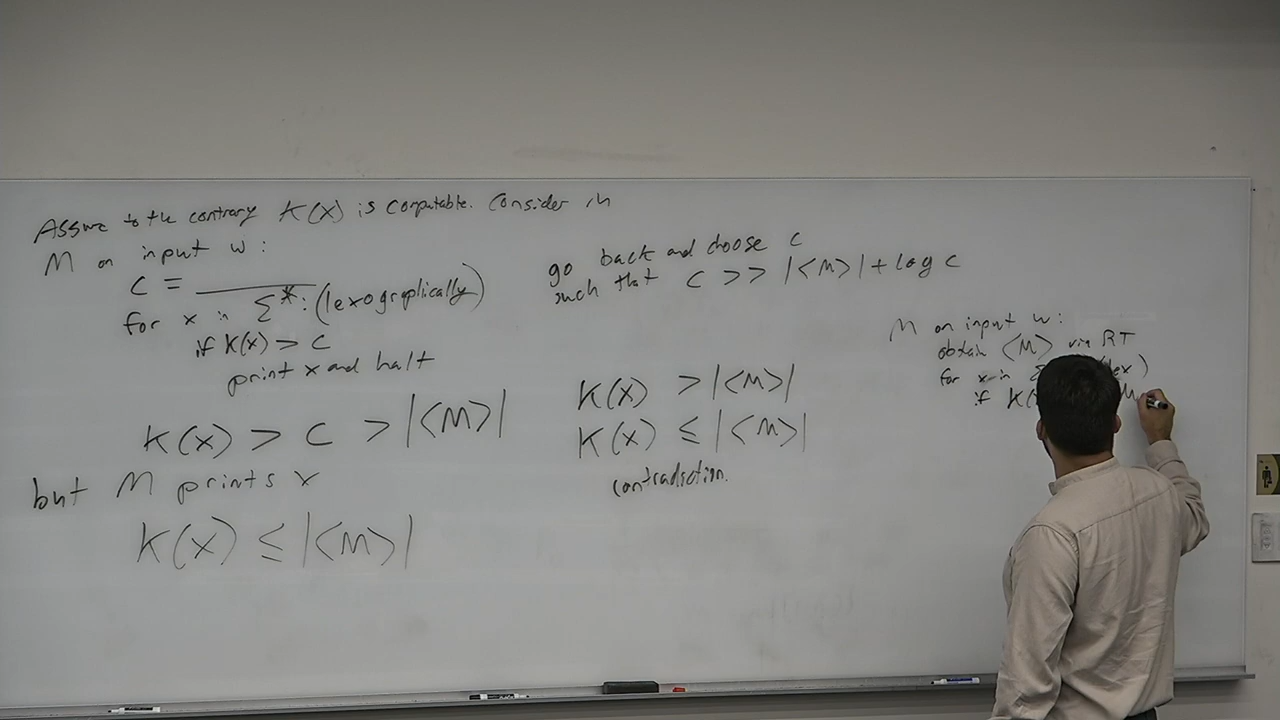 Assume to the contrary K(x) is computable. Consider M
M on input w:
C = ______
for x in Σ*: (lexographically)
if K(x) > C
print x and halt
K(x) > C > |<M>|
but M prints x
K(x) ≤ |<M>|
go back and choose C
such that C >> |<M>| + log C
K(x) > |<M>|
K(x) ≤ |<M>|
contradiction.
M on input w:
obtain <M> via RT
for x in
if K(